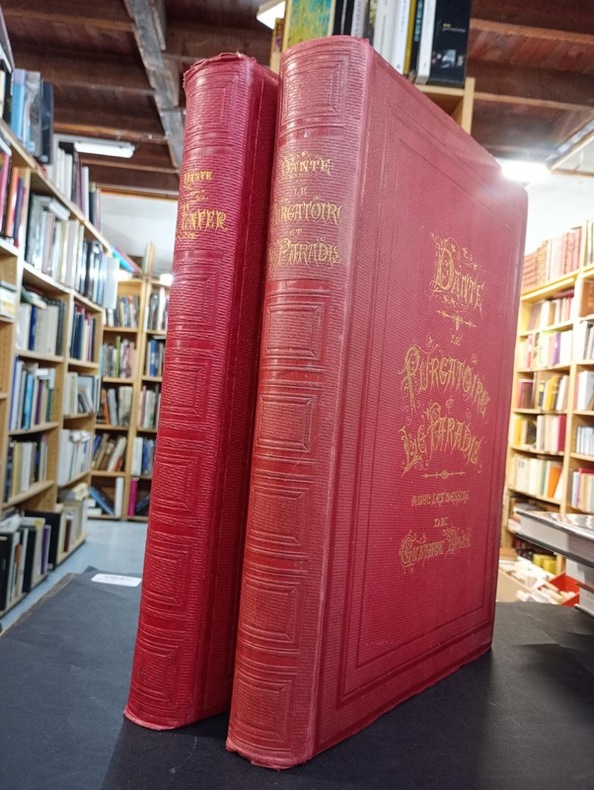 DANTE
L'ENFER
DANTE
LE
PURGATOIRE
ET
LE PARADIS
DANTE
LE
PURGATOIRE
ET
LE PARADIS
AVEC LES DESSINS
DE
GUSTAVE DORÉ